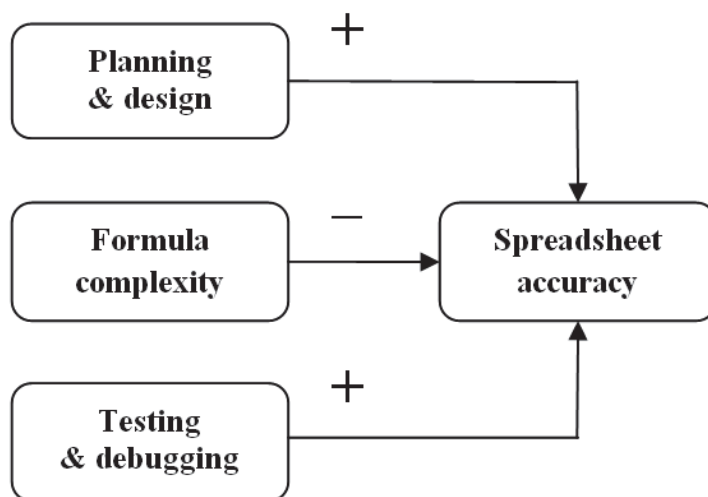 +
Planning
& design
–
Formula
complexity
Spreadsheet
accuracy
+
Testing
& debugging